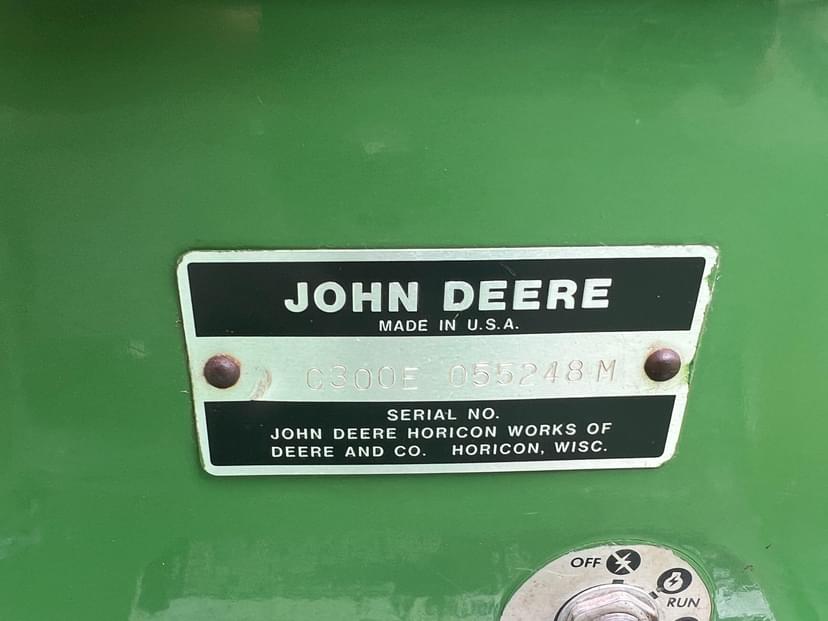 JOHN DEERE
MADE IN U.S.A.
C300E 055248M
SERIAL NO.
JOHN DEERE HORICON WORKS OF
DEERE AND CO. HORICON, WISC.
OFF
RUN